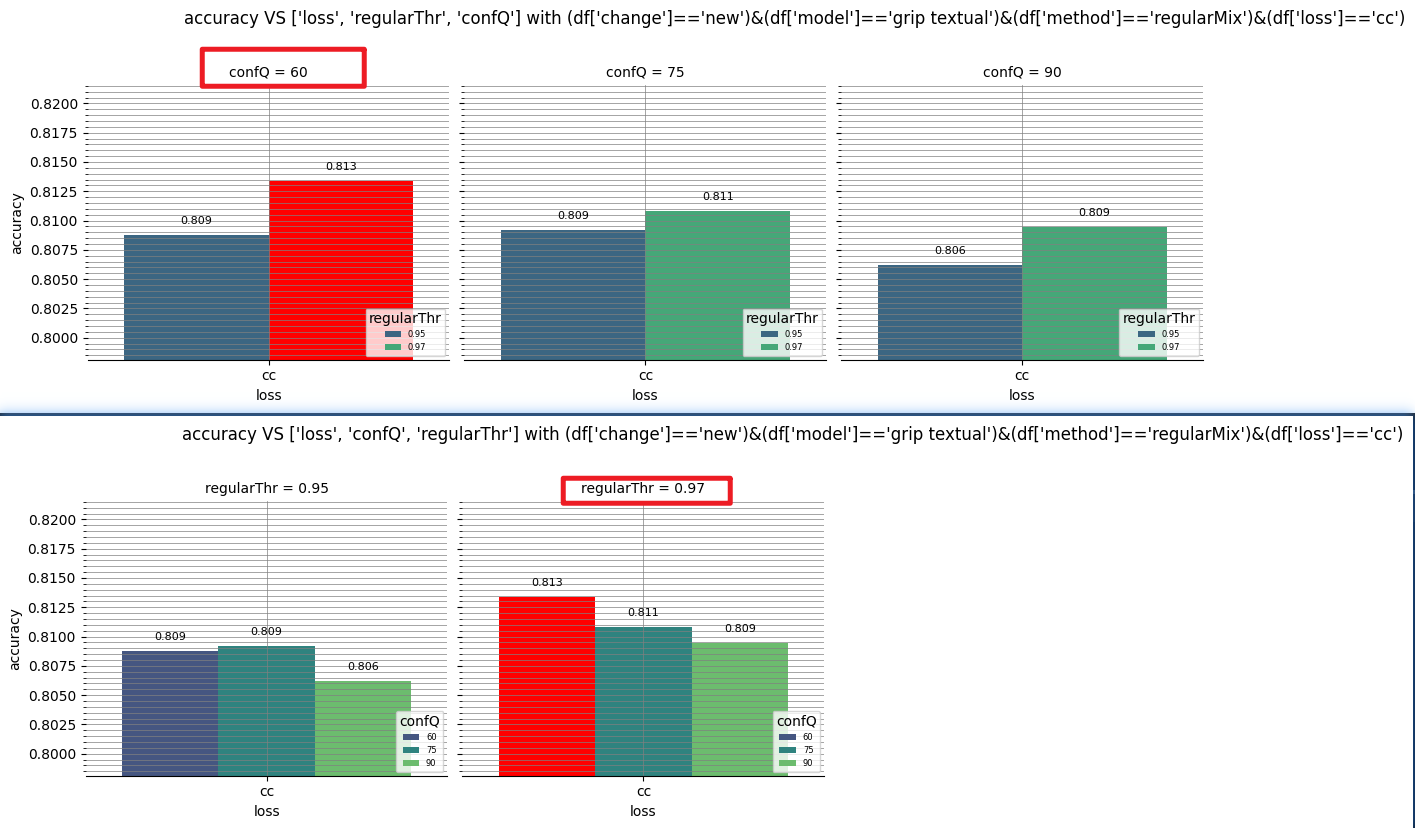 accuracy VS ['loss', 'regularThr', 'confQ'] with (df['change']=='new')&(df['model']=='grip textual')&(df['method']=='regularMix')&(df['loss']=='cc')
confQ = 60
confQ = 75
confQ = 90
accuracy
0.8200
0.8175
0.8150
0.8125
0.8100
0.8075
0.8050
0.8025
0.8000
0.809
0.813
regularThr
0.95
0.97
cc
loss
0.809
0.811
regularThr
0.95
0.97
cc
loss
0.806
0.809
regularThr
0.95
0.97
cc
loss
accuracy VS ['loss', 'confQ', 'regularThr'] with (df['change']=='new')&(df['model']=='grip textual')&(df['method']=='regularMix')&(df['loss']=='cc')
regularThr = 0.95
regularThr = 0.97
accuracy
0.8200
0.8175
0.8150
0.8125
0.8100
0.8075
0.8050
0.8025
0.8000
0.809
0.809
0.806
confQ
60
75
90
cc
loss
0.813
0.811
0.809
confQ
60
75
90
cc
loss